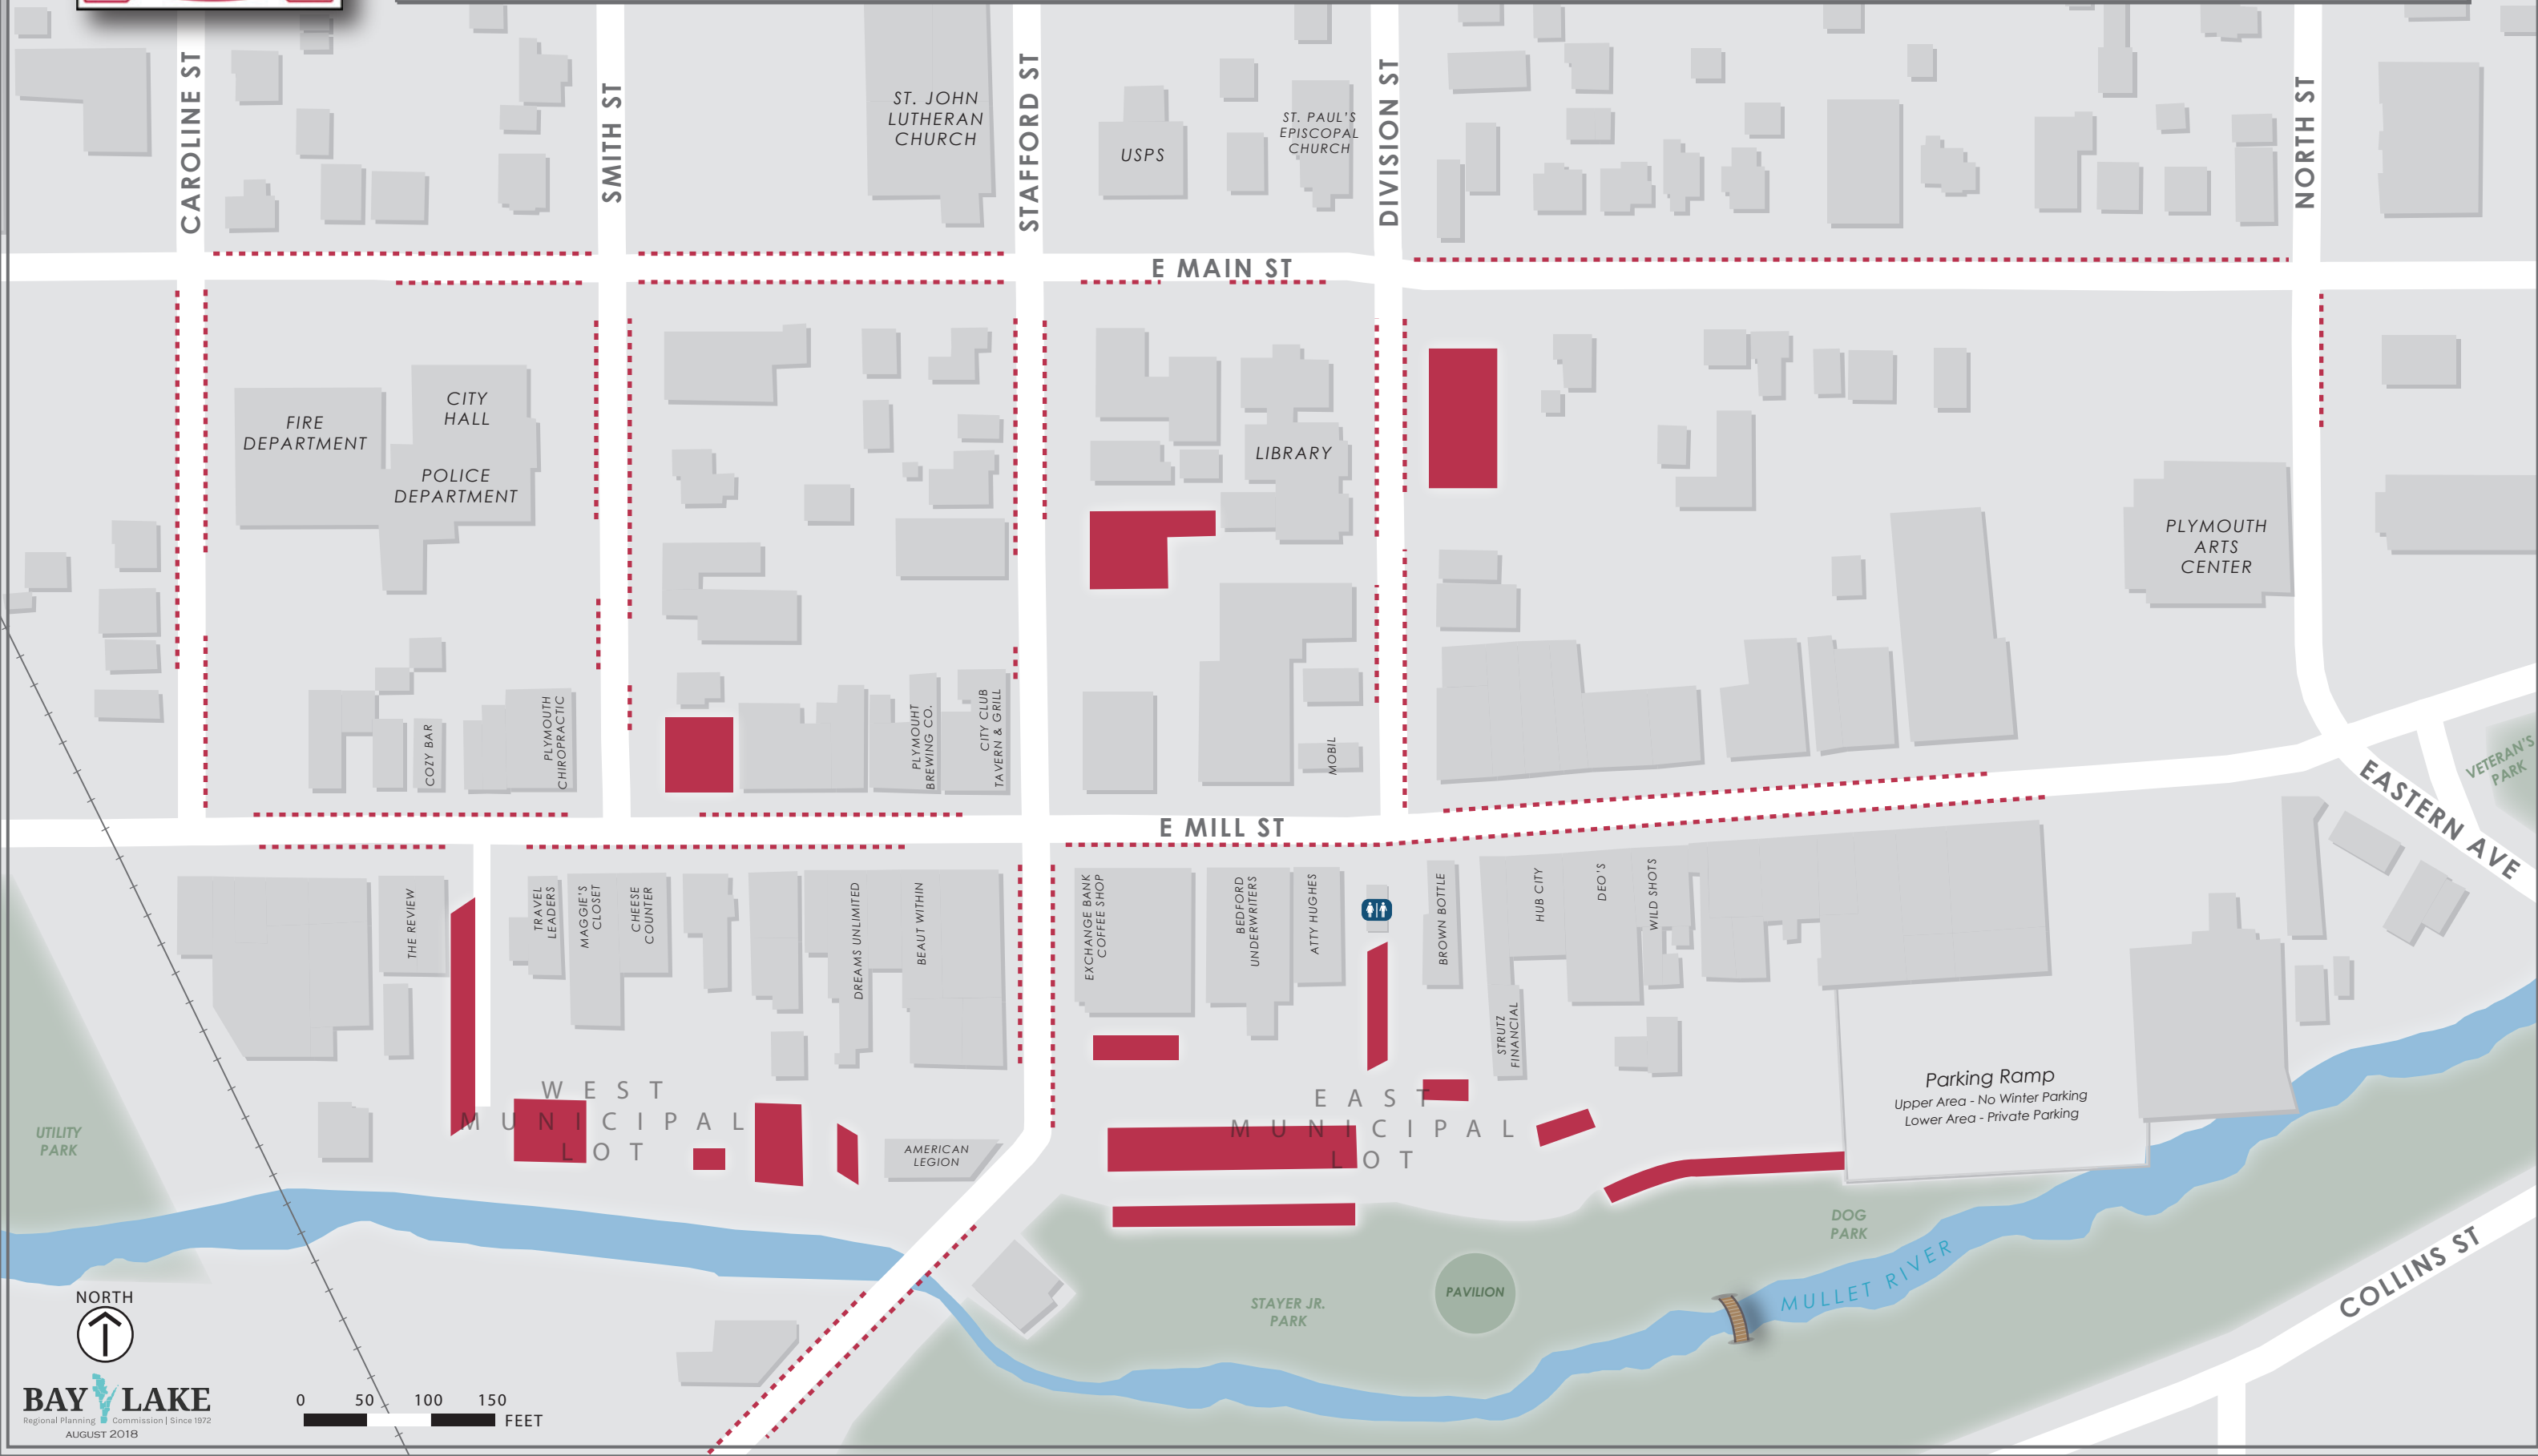 CAROLINE ST
SMITH ST
STAFFORD ST
DIVISION ST
NORTH ST
ST. JOHN
LUTHERAN
CHURCH
USPS
ST. PAUL'S
EPISCOPAL
CHURCH
E MAIN ST
FIRE
DEPARTMENT
CITY
HALL
POLICE
DEPARTMENT
LIBRARY
PLYMOUTH
ARTS
CENTER
COZY BAR
PLYMOUTH
CHIROPRACTIC
PLYMOUHT
BREWING CO.
CITY CLUB
TAVERN & GRILL
MOBIL
E MILL ST
EASTERN AVE
VETERAN'S
PARK
THE REVIEW
TRAVEL
LEADERS
MAGGIE'S
CLOSET
CHEESE
COUNTER
DREAMS UNLIMITED
BEAUT WITHIN
EXCHANGE BANK
COFFEE SHOP
BEDFORD
UNDERWRITERS
ATTY HUGHES
BROWN BOTTLE
HUB CITY
DEO'S
WILD SHOTS
STRUTZ
FINANCIAL
WEST
MUNICIPAL
LOT
EAST
MUNICIPAL
LOT
Parking Ramp
Upper Area - No Winter Parking
Lower Area - Private Parking
UTILITY
PARK
AMERICAN
LEGION
DOG
PARK
STAYER JR.
PARK
PAVILION
MULLET RIVER
COLLINS ST
NORTH
BAY LAKE
Regional Planning Commission | Since 1972
AUGUST 2018
0 50 100 150
FEET